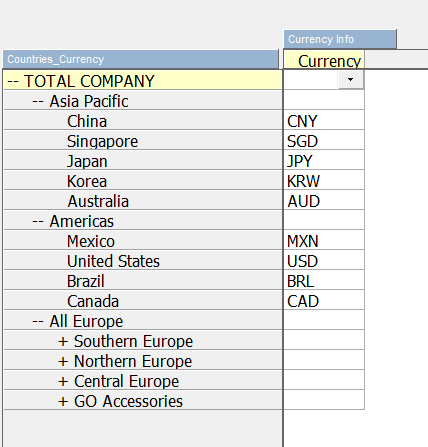 Currency Info
Countries_Currency
Currency
-- TOTAL COMPANY
-- Asia Pacific
China CNY
Singapore SGD
Japan JPY
Korea KRW
Australia AUD
-- Americas
Mexico MXN
United States USD
Brazil BRL
Canada CAD
-- All Europe
+ Southern Europe
+ Northern Europe
+ Central Europe
+ GO Accessories